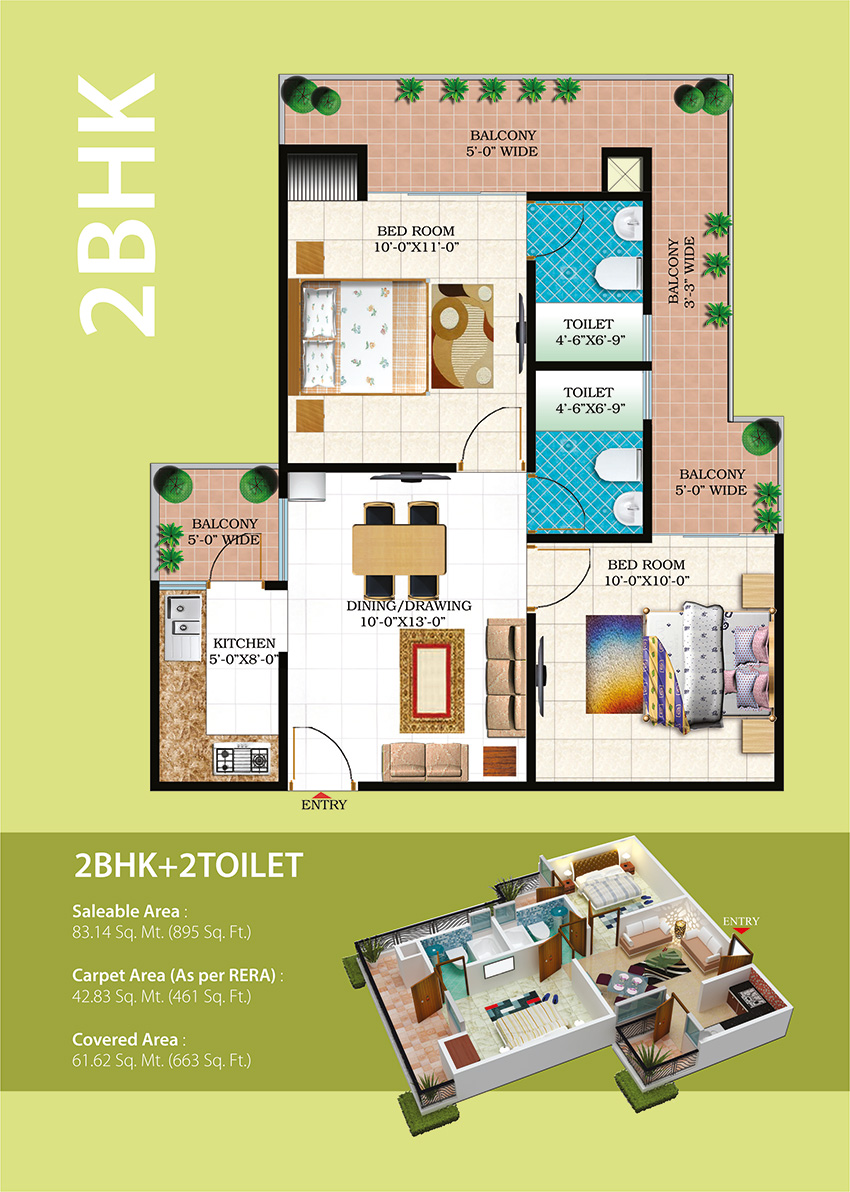 2BHK
BALCONY
5'-0" WIDE
BED ROOM
10'-0"X11'-0"
BALCONY
3'-3" WIDE
TOILET
4'-6"X6'-9"
TOILET
4'-6"X6'-9"
BALCONY
5'-0" WIDE
BALCONY
5'-0" WIDE
BED ROOM
10'-0"X10'-0"
DINING/DRAWING
10'-0"X13'-0"
KITCHEN
5'-0"X8'-0"
ENTRY
2BHK+2TOILET
Saleable Area :
83.14 Sq. Mt. (895 Sq. Ft.)
Carpet Area (As per RERA) :
42.83 Sq. Mt. (461 Sq. Ft.)
Covered Area :
61.62 Sq. Mt. (663 Sq. Ft.)
ENTRY